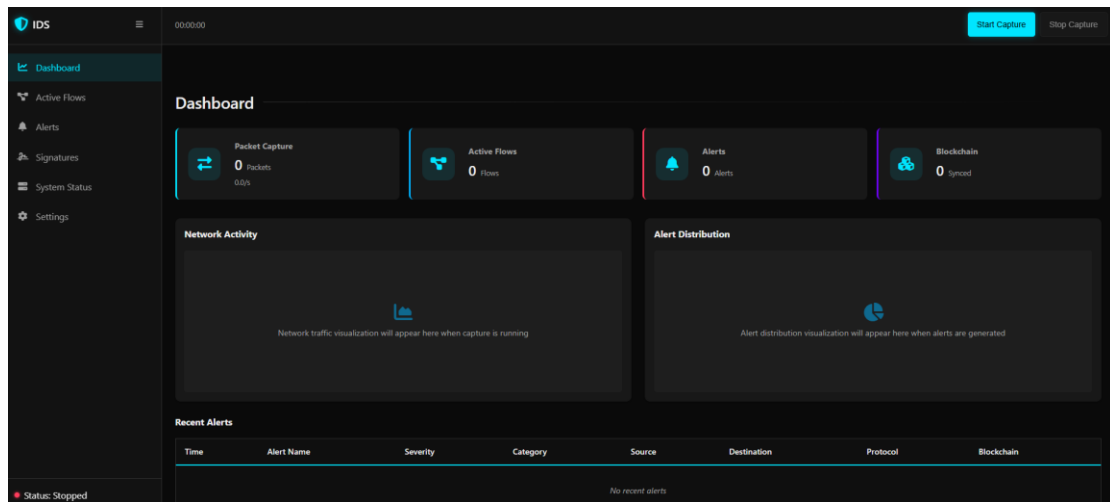 IDS
00:00:00
Start Capture
Stop Capture
Dashboard
Active Flows
Alerts
Signatures
System Status
Settings
Status: Stopped
Dashboard
Packet Capture
0 Packets
0.0/s
Active Flows
0 Flows
Alerts
0 Alerts
Blockchain
0 Synced
Network Activity
Network traffic visualization will appear here when capture is running
Alert Distribution
Alert distribution visualization will appear here when alerts are generated
Recent Alerts
Time Alert Name Severity Category Source Destination Protocol Blockchain
No recent alerts